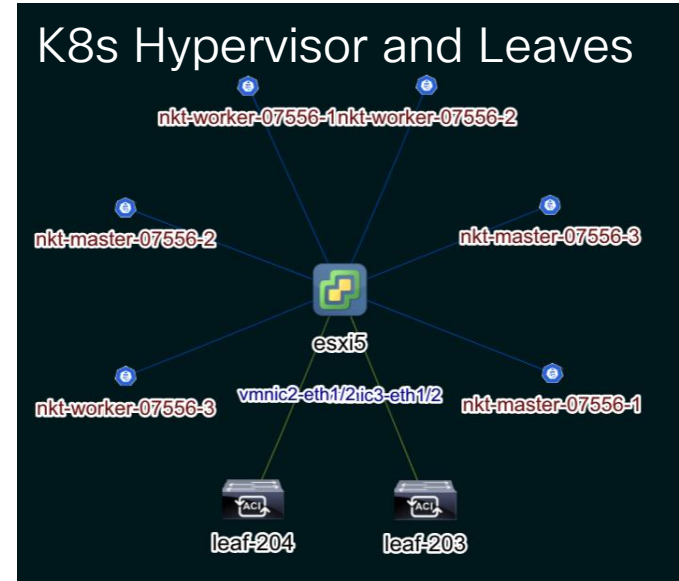 K8s Hypervisor and Leaves
nkt-worker-07556-1
nkt-worker-07556-2
nkt-master-07556-2
nkt-master-07556-3
esxi5
nkt-worker-07556-3
vmnic2-eth1/2
ic3-eth1/2
nkt-master-07556-1
ACI
leaf-204
ACI
leaf-203